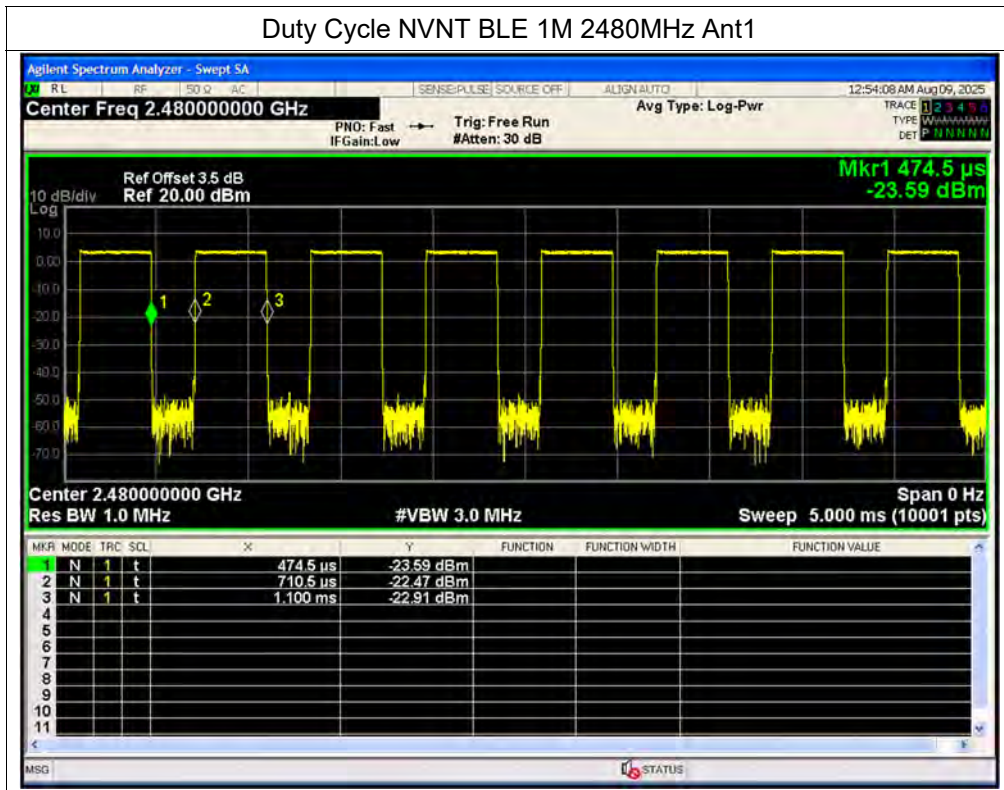 Duty Cycle NVNT BLE 1M 2480MHz Ant1
Agilent Spectrum Analyzer - Swept SA
RL RF 50 Ω AC SENSE:PULSE SOURCE OFF ALIGN AUTO 12:54:08 AM Aug 09, 2025
Center Freq 2.480000000 GHz Avg Type: Log-Pwr TRACE 1 2 3 4 5 6
PNO: Fast Trig: Free Run TYPE
IFGain:Low #Atten: 30 dB DET P N N N N N
Mkr1 474.5 µs
Ref Offset 3.5 dB
10 dB/div Ref 20.00 dBm -23.59 dBm
Log
10.0
0.00
-10.0
1 2 3
-20.0
-30.0
-40.0
-50.0
-60.0
-70.0
Center 2.480000000 GHz Span 0 Hz
Res BW 1.0 MHz #VBW 3.0 MHz Sweep 5.000 ms (10001 pts)
MKR MODE TRC SCL X Y FUNCTION FUNCTION WIDTH FUNCTION VALUE
1 N 1 t 474.5 µs -23.59 dBm
2 N 1 t 710.5 µs -22.47 dBm
3 N 1 t 1.100 ms -22.91 dBm
4
5
6
7
8
9
10
11
MSG STATUS